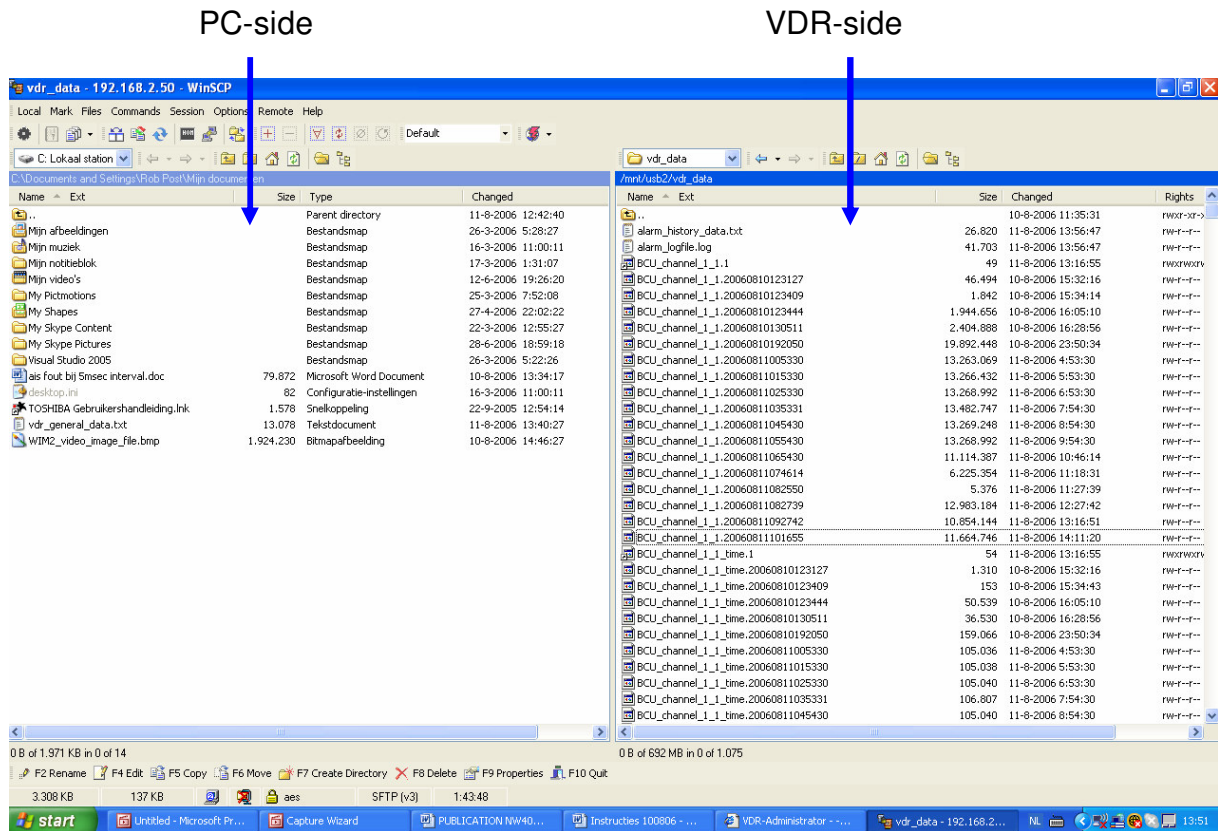 PC-side VDR-side
vdr_data - 192.168.2.50 - WinSCP
Local Mark Files Commands Session Options Remote Help
Default
C: Lokaal station vdr_data
C:\Documents and Settings\Rob Post\Mijn documenten /mnt/usb2/vdr_data
Name Ext Size Type Changed Name Ext Size Changed Rights
.. Parent directory 11-8-2006 12:42:40 .. 10-8-2006 11:35:31 rwxr-xr-x
Mijn afbeeldingen Bestandsmap 26-3-2006 5:28:27 alarm_history_data.txt 26.820 11-8-2006 13:56:47 rw-r--r--
Mijn muziek Bestandsmap 16-3-2006 11:00:11 alarm_logfile.log 41.703 11-8-2006 13:56:47 rw-r--r--
Mijn notitieblok Bestandsmap 17-3-2006 1:31:07 BCU_channel_1_1.1 49 11-8-2006 13:16:55 rwxrwxrw
Mijn video's Bestandsmap 12-6-2006 19:26:20 BCU_channel_1_1.20060810123127 46.494 10-8-2006 15:32:16 rw-r--r--
My Pictmotions Bestandsmap 25-3-2006 7:52:08 BCU_channel_1_1.20060810123409 1.842 10-8-2006 15:34:14 rw-r--r--
My Shapes Bestandsmap 27-4-2006 22:02:22 BCU_channel_1_1.20060810123444 1.944.656 10-8-2006 16:05:10 rw-r--r--
My Skype Content Bestandsmap 22-3-2006 12:55:27 BCU_channel_1_1.20060810130511 2.404.888 10-8-2006 16:28:56 rw-r--r--
My Skype Pictures Bestandsmap 28-6-2006 18:59:18 BCU_channel_1_1.20060810192050 19.892.448 10-8-2006 23:50:34 rw-r--r--
Visual Studio 2005 Bestandsmap 26-3-2006 5:22:26 BCU_channel_1_1.20060811005330 13.263.069 11-8-2006 4:53:30 rw-r--r--
ais fout bij 5msec interval.doc 79.872 Microsoft Word Document 10-8-2006 13:34:17 BCU_channel_1_1.20060811015330 13.266.432 11-8-2006 5:53:30 rw-r--r--
desktop.ini 82 Configuratie-instellingen 16-3-2006 11:00:11 BCU_channel_1_1.20060811025330 13.268.992 11-8-2006 6:53:30 rw-r--r--
TOSHIBA Gebruikershandleiding.lnk 1.578 Snelkoppeling 22-9-2005 12:54:14 BCU_channel_1_1.20060811035331 13.482.747 11-8-2006 7:54:30 rw-r--r--
vdr_general_data.txt 13.078 Tekstdocument 11-8-2006 13:40:27 BCU_channel_1_1.20060811045430 13.269.248 11-8-2006 8:54:30 rw-r--r--
WIM2_video_image_file.bmp 1.924.230 Bitmapafbeelding 10-8-2006 14:46:27 BCU_channel_1_1.20060811055430 13.268.992 11-8-2006 9:54:30 rw-r--r--
BCU_channel_1_1.20060811065430 11.114.387 11-8-2006 10:46:14 rw-r--r--
BCU_channel_1_1.20060811074614 6.225.354 11-8-2006 11:18:31 rw-r--r--
BCU_channel_1_1.20060811082550 5.376 11-8-2006 11:27:39 rw-r--r--
BCU_channel_1_1.20060811082739 12.983.184 11-8-2006 12:27:42 rw-r--r--
BCU_channel_1_1.20060811092742 10.854.144 11-8-2006 13:16:51 rw-r--r--
BCU_channel_1_1.20060811101655 11.664.746 11-8-2006 14:11:20 rw-r--r--
BCU_channel_1_1_time.1 54 11-8-2006 13:16:55 rwxrwxrw
BCU_channel_1_1_time.20060810123127 1.310 10-8-2006 15:32:16 rw-r--r--
BCU_channel_1_1_time.20060810123409 153 10-8-2006 15:34:43 rw-r--r--
BCU_channel_1_1_time.20060810123444 50.539 10-8-2006 16:05:10 rw-r--r--
BCU_channel_1_1_time.20060810130511 36.530 10-8-2006 16:28:56 rw-r--r--
BCU_channel_1_1_time.20060810192050 159.066 10-8-2006 23:50:34 rw-r--r--
BCU_channel_1_1_time.20060811005330 105.036 11-8-2006 4:53:30 rw-r--r--
BCU_channel_1_1_time.20060811015330 105.038 11-8-2006 5:53:30 rw-r--r--
BCU_channel_1_1_time.20060811025330 105.040 11-8-2006 6:53:30 rw-r--r--
BCU_channel_1_1_time.20060811035331 106.807 11-8-2006 7:54:30 rw-r--r--
BCU_channel_1_1_time.20060811045430 105.040 11-8-2006 8:54:30 rw-r--r--
0 B of 1.971 KB in 0 of 14 0 B of 692 MB in 0 of 1.075
F2 Rename F4 Edit F5 Copy F6 Move F7 Create Directory F8 Delete F9 Properties F10 Quit
3.308 KB 137 KB aes SFTP (v3) 1:43:48
start Untitled - Microsoft Pr... Capture Wizard PUBLICATION NW40... Instructies 100806 - ... VDR-Administrator - -... vdr_data - 192.168.2... NL 13:51